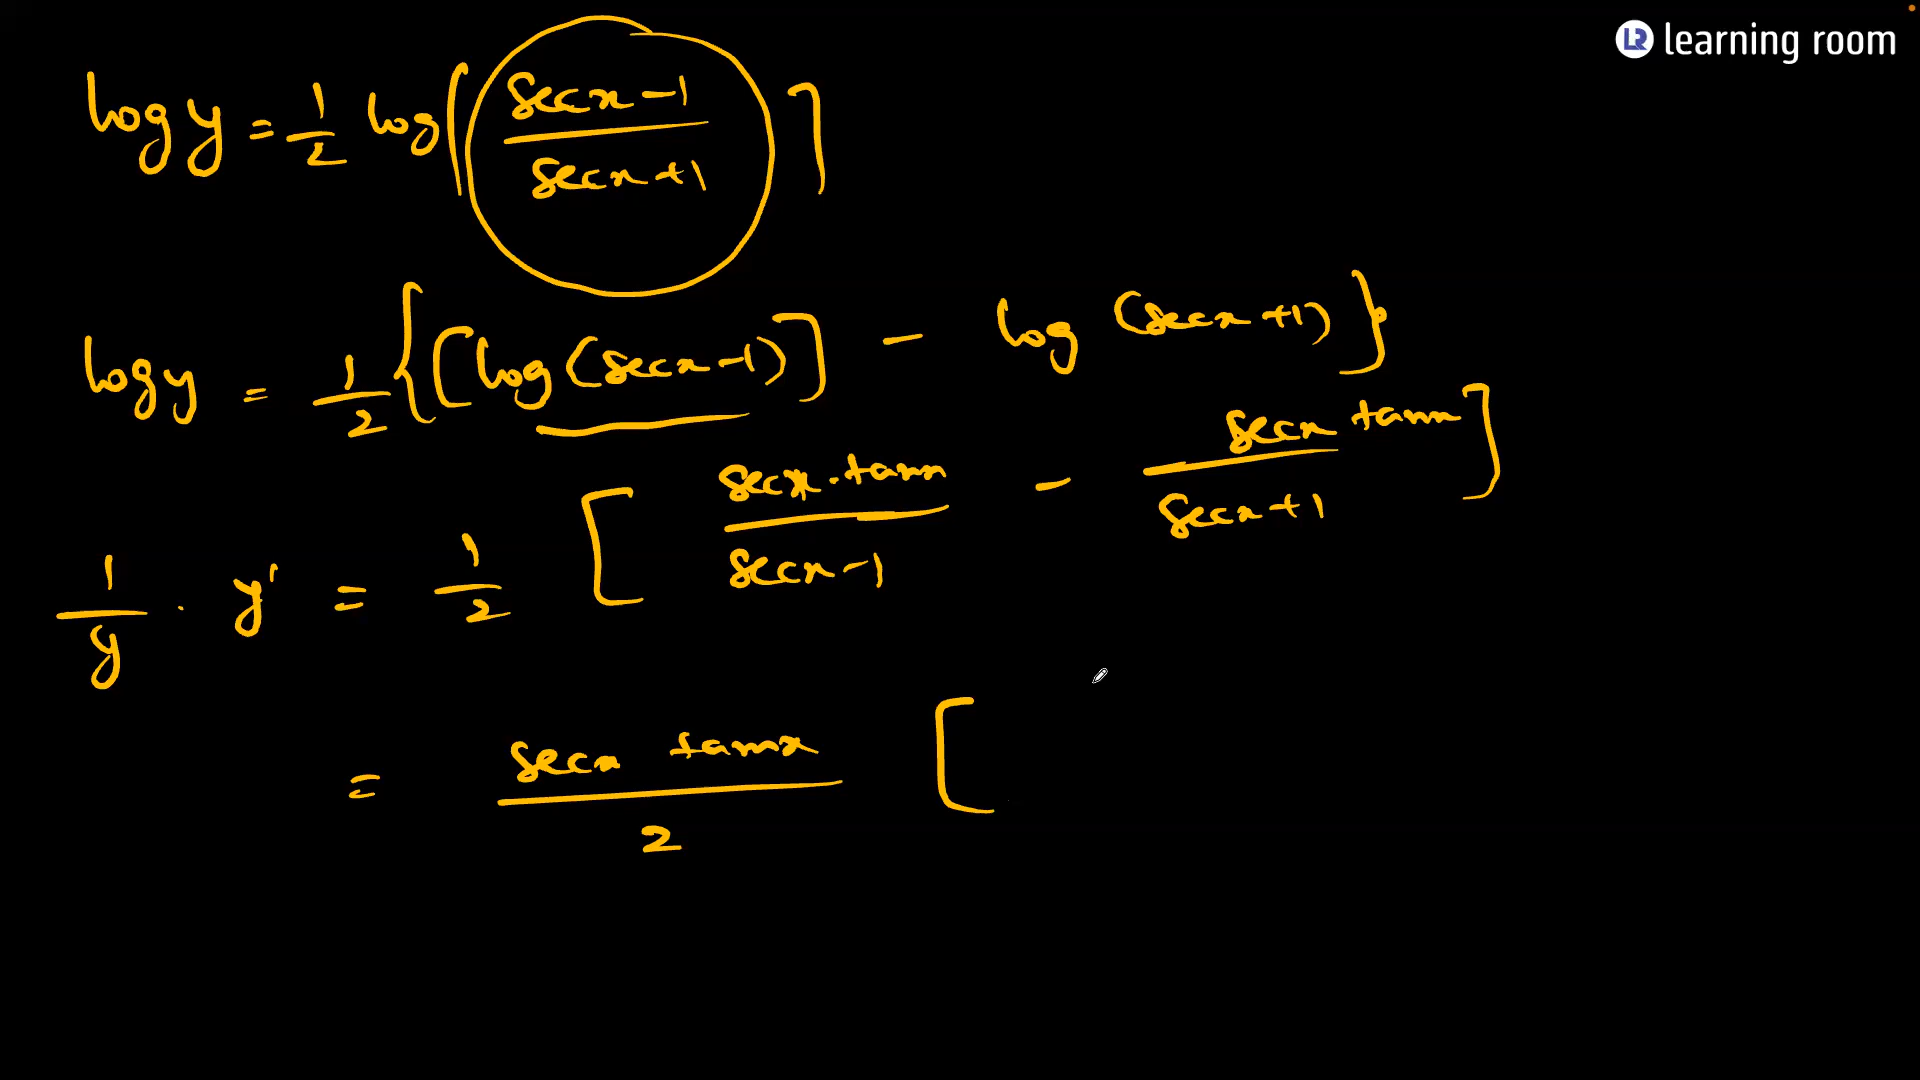 learning room
log y = 1/2 log [ (secx-1)/(secx+1) ]
log y = 1/2 { [log (secx-1)] - log (secx+1) }
1/y . y' = 1/2 [ (secx.tanx)/(secx-1) - (secx tanx)/(secx+1) ]
= (secx tanx)/2 [